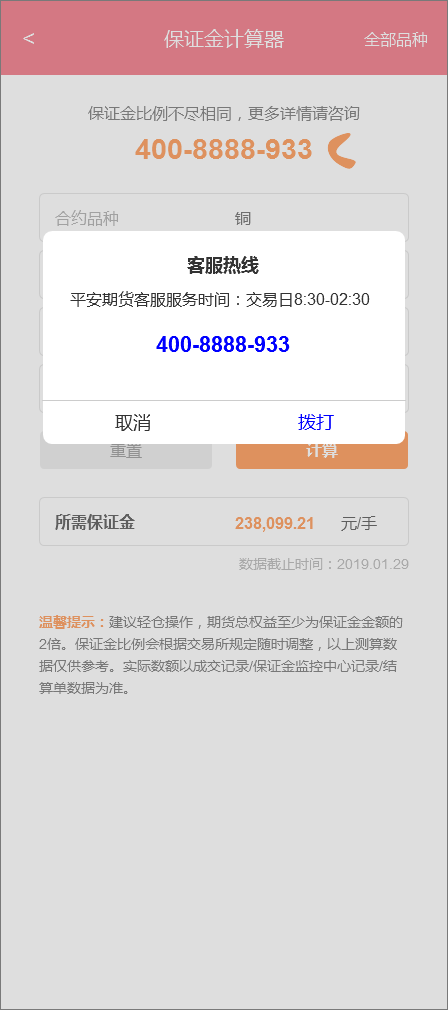 <
保证金计算器
全部品种
保证金比例不尽相同，更多详情请咨询
400-8888-933
合约品种
铜
客服热线
平安期货客服服务时间：交易日8:30-02:30
400-8888-933
取消
拨打
重置
计算
所需保证金
238,099.21
元/手
数据截止时间：2019.01.29
温馨提示：建议轻仓操作，期货总权益至少为保证金金额的
2倍。保证金比例会根据交易所规定随时调整，以上测算数
据仅供参考。实际数额以成交记录/保证金监控中心记录/结
算单数据为准。